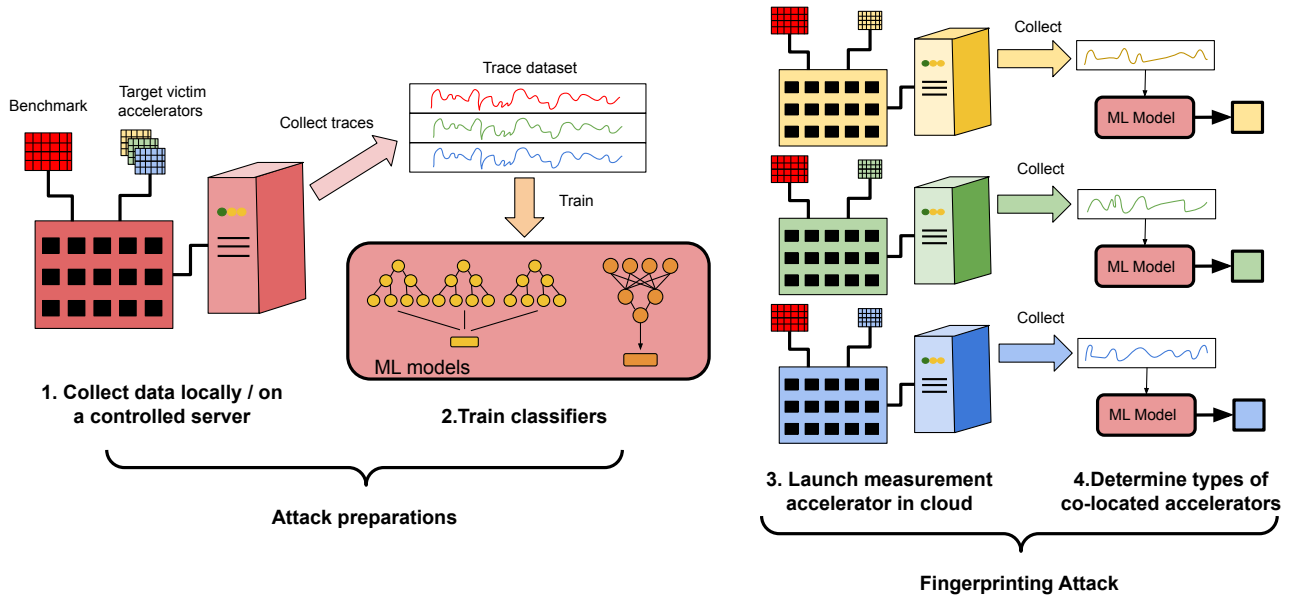 Benchmark
Target victim
accelerators
Collect traces
Trace dataset
Train
ML models
1. Collect data locally / on
a controlled server
2.Train classifiers
Attack preparations
Collect
ML Model
Collect
ML Model
Collect
ML Model
3. Launch measurement
accelerator in cloud
4.Determine types of
co-located accelerators
Fingerprinting Attack